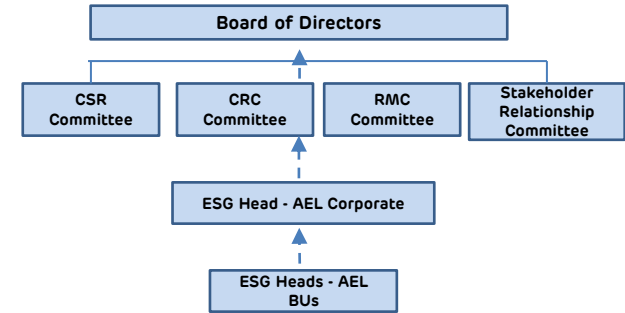 Board of Directors
CSR
Committee
CRC
Committee
RMC
Committee
Stakeholder
Relationship
Committee
ESG Head - AEL Corporate
ESG Heads - AEL
BUs